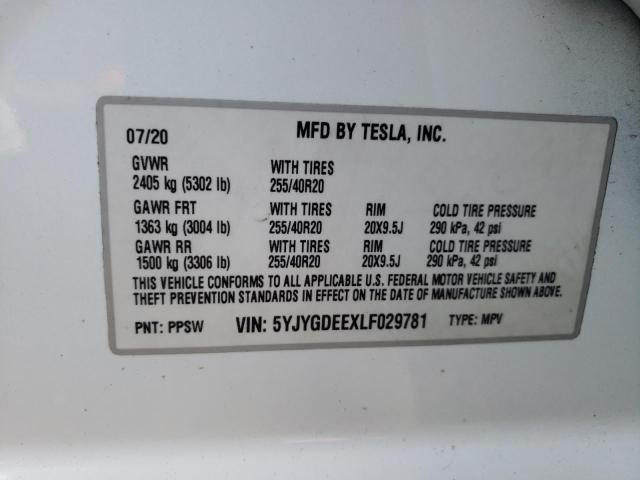 07/20 MFD BY TESLA, INC.
GVWR WITH TIRES
2405 kg (5302 lb) 255/40R20
GAWR FRT WITH TIRES RIM COLD TIRE PRESSURE
1363 kg (3004 lb) 255/40R20 20X9.5J 290 kPa, 42 psi
GAWR RR WITH TIRES RIM COLD TIRE PRESSURE
1500 kg (3306 lb) 255/40R20 20X9.5J 290 kPa, 42 psi
THIS VEHICLE CONFORMS TO ALL APPLICABLE U.S. FEDERAL MOTOR VEHICLE SAFETY AND
THEFT PREVENTION STANDARDS IN EFFECT ON THE DATE OF MANUFACTURE SHOWN ABOVE.
PNT: PPSW VIN: 5YJYGDEEXLF029781 TYPE: MPV